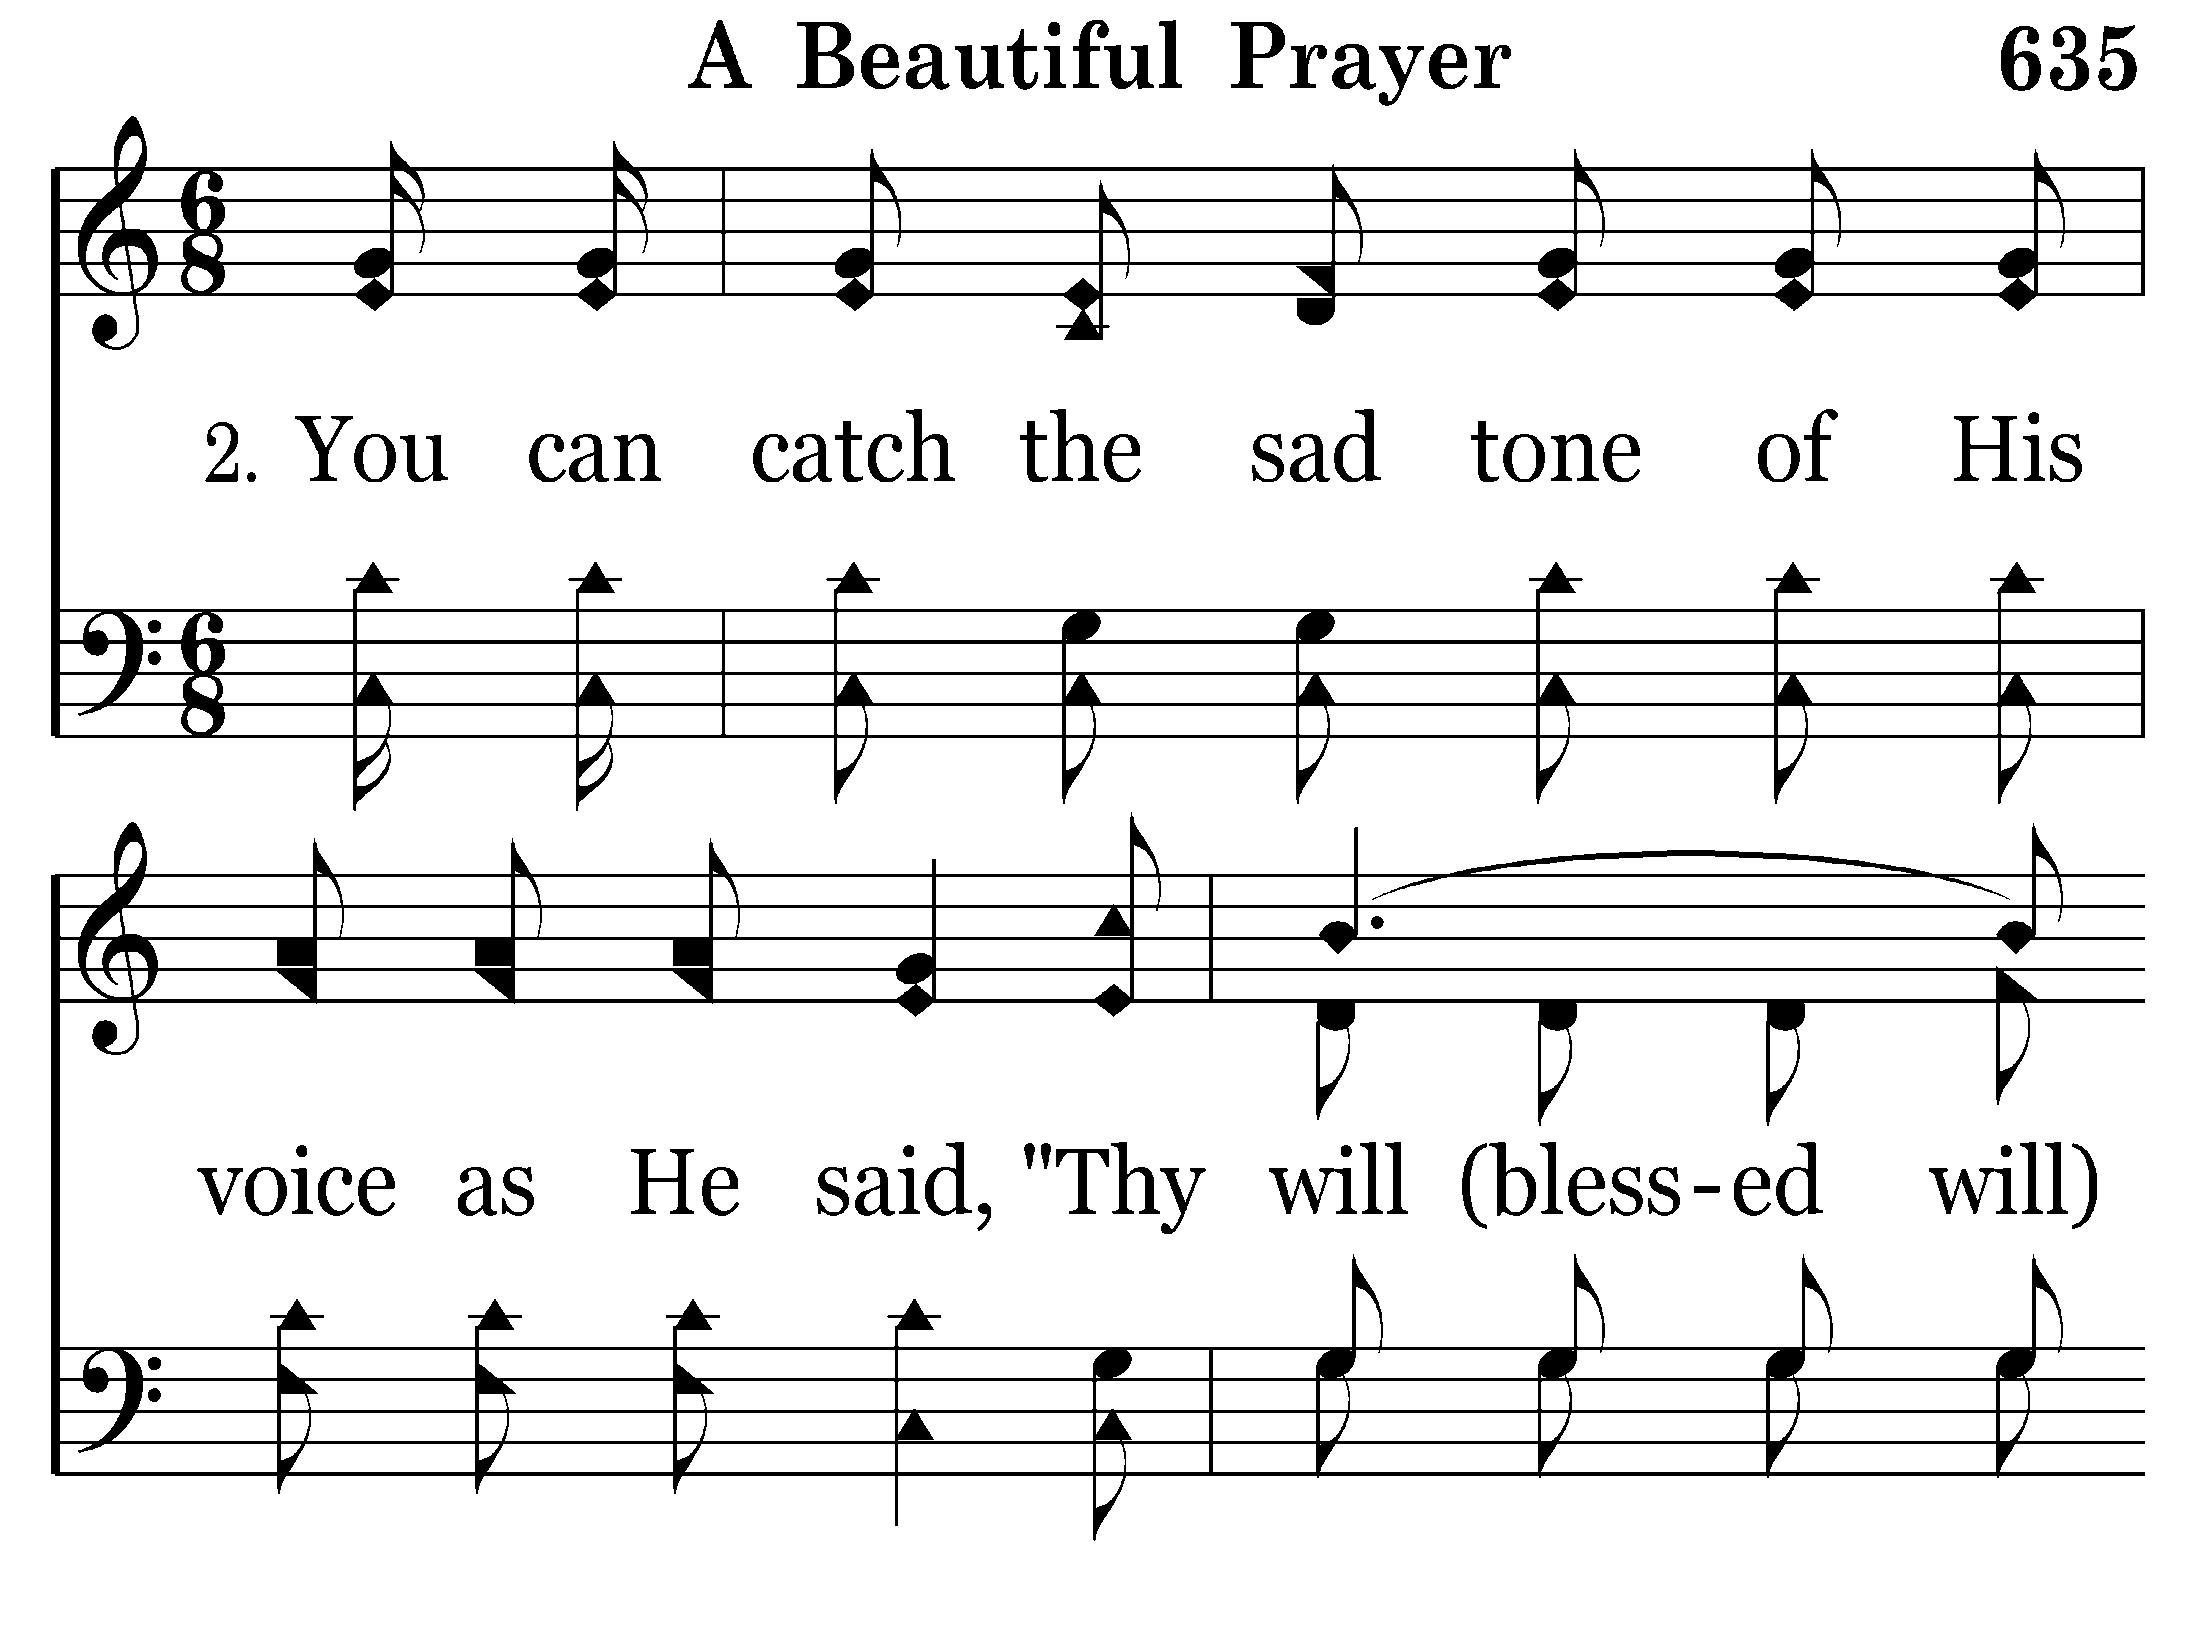 A Beautiful Prayer 635
2. You can catch the sad tone of His
voice as He said, "Thy will (bless-ed will)